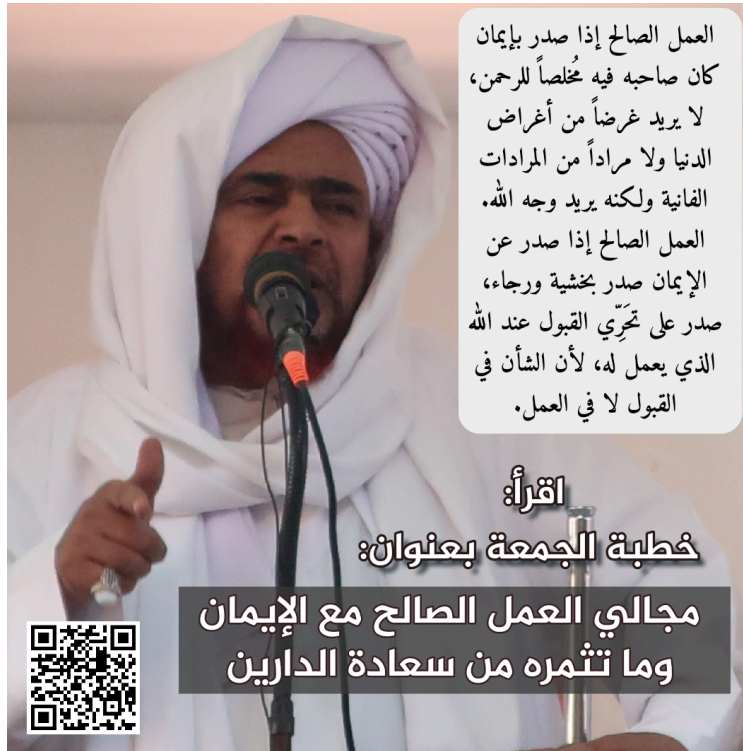 العمل الصالح إذا صدر بإيمان
كان صاحبه فيه مُخلصاً للرحمن،
لا يريد غرضاً من أغراض
الدنيا ولا مراداً من المرادات
الفانية ولكنه يريد وجه الله.
العمل الصالح إذا صدر عن
الإيمان صدر بخشية ورجاء،
صدر على تحَرِّي القبول عند الله
الذي يعمل له، لأن الشأن في
القبول لا في العمل.
اقرأ:
خطبة الجمعة بعنوان:
مجالي العمل الصالح مع الإيمان
وما تثمره من سعادة الدارين